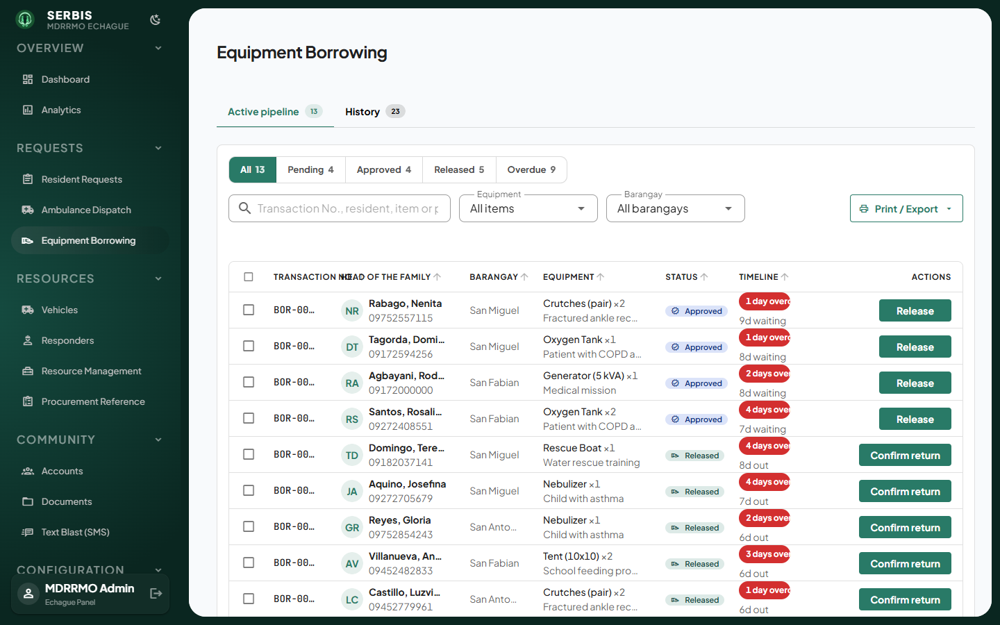 SERBIS
MDRRMO ECHAGUE
OVERVIEW
Dashboard
Analytics
REQUESTS
Resident Requests
Ambulance Dispatch
Equipment Borrowing
RESOURCES
Vehicles
Responders
Resource Management
Procurement Reference
COMMUNITY
Accounts
Documents
Text Blast (SMS)
CONFIGURATION
MDRRMO Admin
Echague Panel
Equipment Borrowing
Active pipeline 13 History 23
All 13 Pending 4 Approved 4 Released 5 Overdue 9
Equipment Barangay
Transaction No., resident, item or p All items All barangays Print / Export
TRANSACTION NO HEAD OF THE FAMILY BARANGAY EQUIPMENT STATUS TIMELINE ACTIONS
BOR-00… NR Rabago, Nenita 09752557115 San Miguel Crutches (pair) ×2 Fractured ankle rec… Approved 1 day overd 9d waiting Release
BOR-00… DT Tagorda, Domi… 09172594256 San Miguel Oxygen Tank ×1 Patient with COPD a… Approved 1 day overd 8d waiting Release
BOR-00… RA Agbayani, Rod… 09172000000 San Fabian Generator (5 kVA) ×1 Medical mission Approved 2 days over 8d waiting Release
BOR-00… RS Santos, Rosali… 09272408551 San Fabian Oxygen Tank ×2 Patient with COPD a… Approved 4 days over 7d waiting Release
BOR-00… TD Domingo, Tere… 09182037141 San Miguel Rescue Boat ×1 Water rescue training Released 4 days over 8d out Confirm return
BOR-00… JA Aquino, Josefina 09272705679 San Miguel Nebulizer ×1 Child with asthma Released 4 days over 7d out Confirm return
BOR-00… GR Reyes, Gloria 09752854243 San Anto… Nebulizer ×1 Child with asthma Released 2 days over 6d out Confirm return
BOR-00… AV Villanueva, An… 09452482833 San Fabian Tent (10x10) ×2 School feeding pro… Released 3 days over 6d out Confirm return
BOR-00… LC Castillo, Luzvi… 09452779961 San Anto… Crutches (pair) ×2 Fractured ankle rec… Released 1 day overd 6d out Confirm return